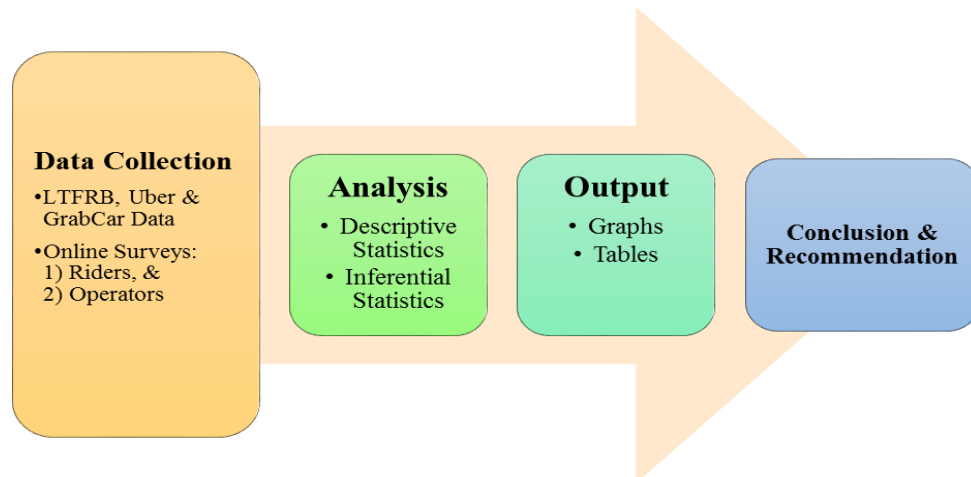 Data Collection
•LTFRB, Uber &
GrabCar Data
•Online Surveys:
1) Riders, &
2) Operators
Analysis
• Descriptive
Statistics
• Inferential
Statistics
Output
• Graphs
• Tables
Conclusion &
Recommendation